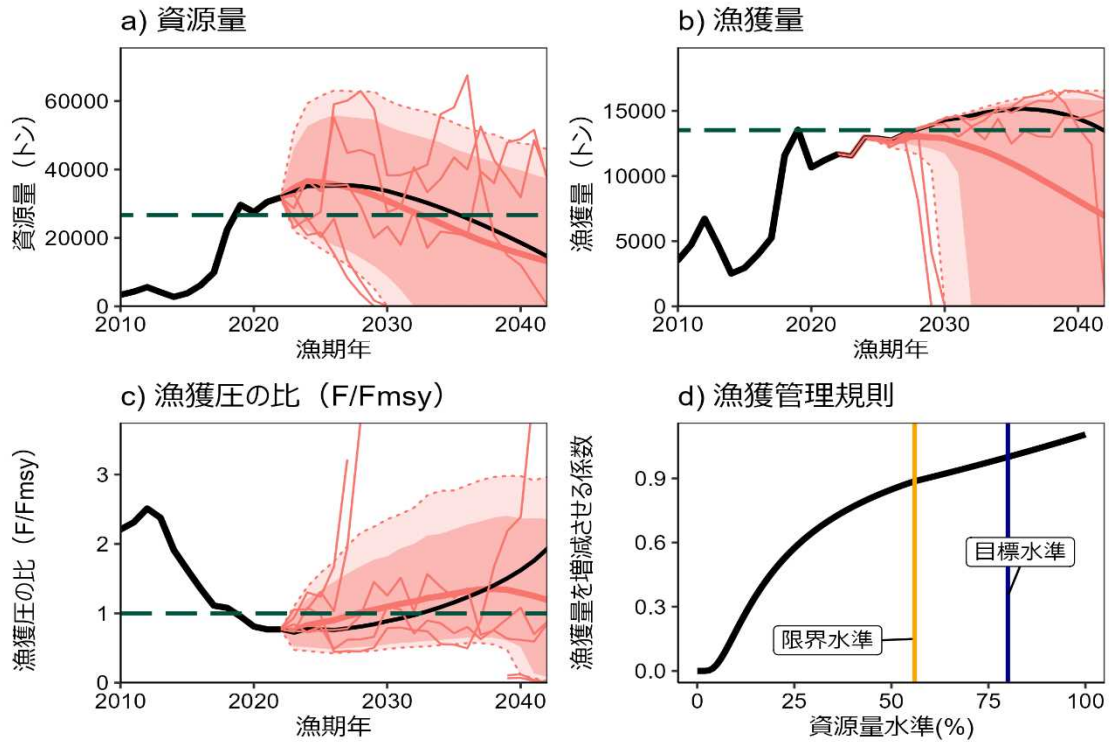 a) 資源量
資源量（トン）
60000
40000
20000
0
2010
2020
2030
2040
漁期年
b) 漁獲量
漁獲量（トン）
15000
10000
5000
0
2010
2020
2030
2040
漁期年
c) 漁獲圧の比（F/Fmsy）
漁獲圧の比（F/Fmsy）
3
2
1
0
2010
2020
2030
2040
漁期年
d) 漁獲管理規則
漁獲量を増減させる係数
0.9
0.6
0.3
0.0
目標水準
限界水準
0
25
50
75
100
資源量水準(%)